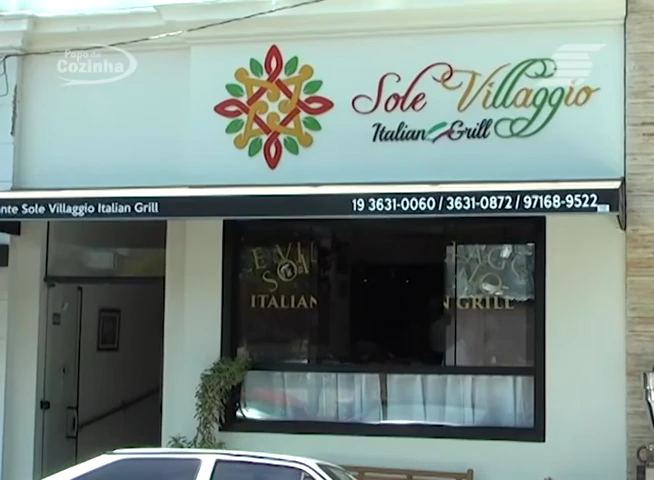 Papo de
Cozinha
Sole Villaggio
Italian Grill
ante Sole Villaggio Italian Grill
19 3631-0060 / 3631-0872 / 97168-9522
ITALIAN
N GRILL